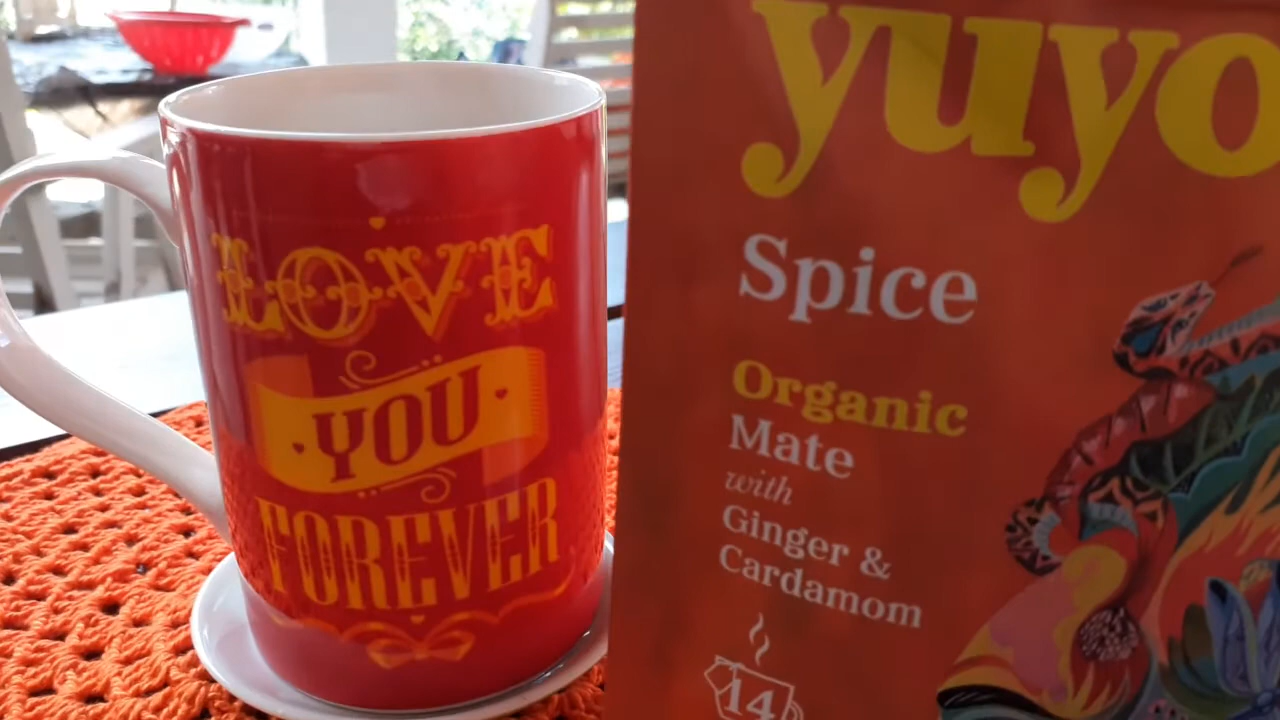 LOVE
YOU
FOREVER
yuyo
Spice
Organic
Mate
with
Ginger &
Cardamom
14